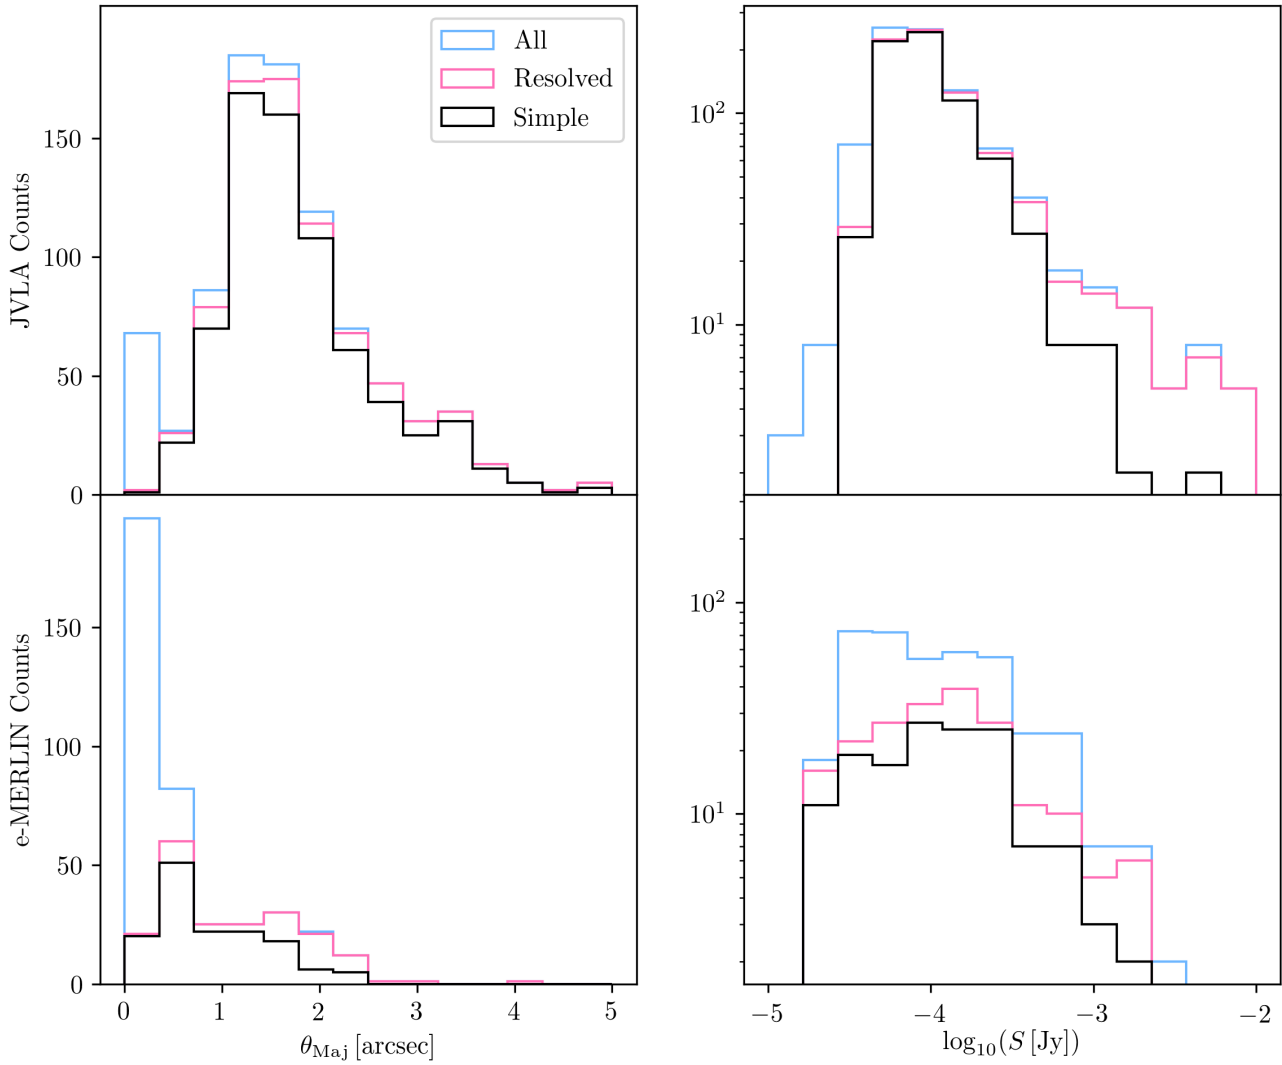 All
Resolved
Simple
JVLA Counts
150
100
50
0
10²
10¹
e-MERLIN Counts
150
100
50
0
10²
10¹
0 1 2 3 4 5
θ_Maj [arcsec]
−5 −4 −3 −2
log₁₀(S [Jy])